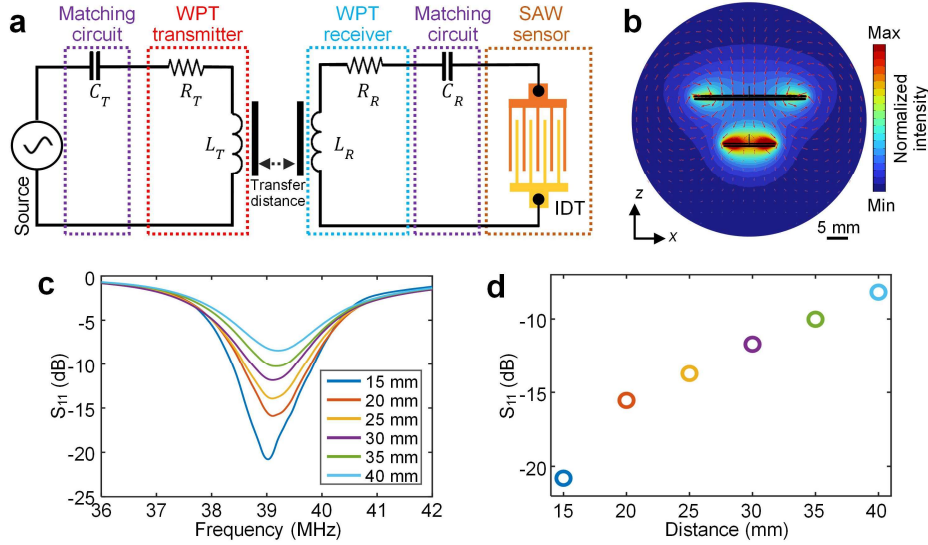 a
Matching
circuit
WPT
transmitter
WPT
receiver
Matching
circuit
SAW
sensor
C_T
R_T
L_T
Source
Transfer
distance
R_R
C_R
L_R
IDT
b
Max
Normalized
intensity
Min
z
x
5 mm
c
0
-5
-10
-15
-20
-25
S₁₁ (dB)
36
37
38
39
40
41
42
Frequency (MHz)
15 mm
20 mm
25 mm
30 mm
35 mm
40 mm
d
-10
-15
-20
S₁₁ (dB)
15
20
25
30
35
40
Distance (mm)